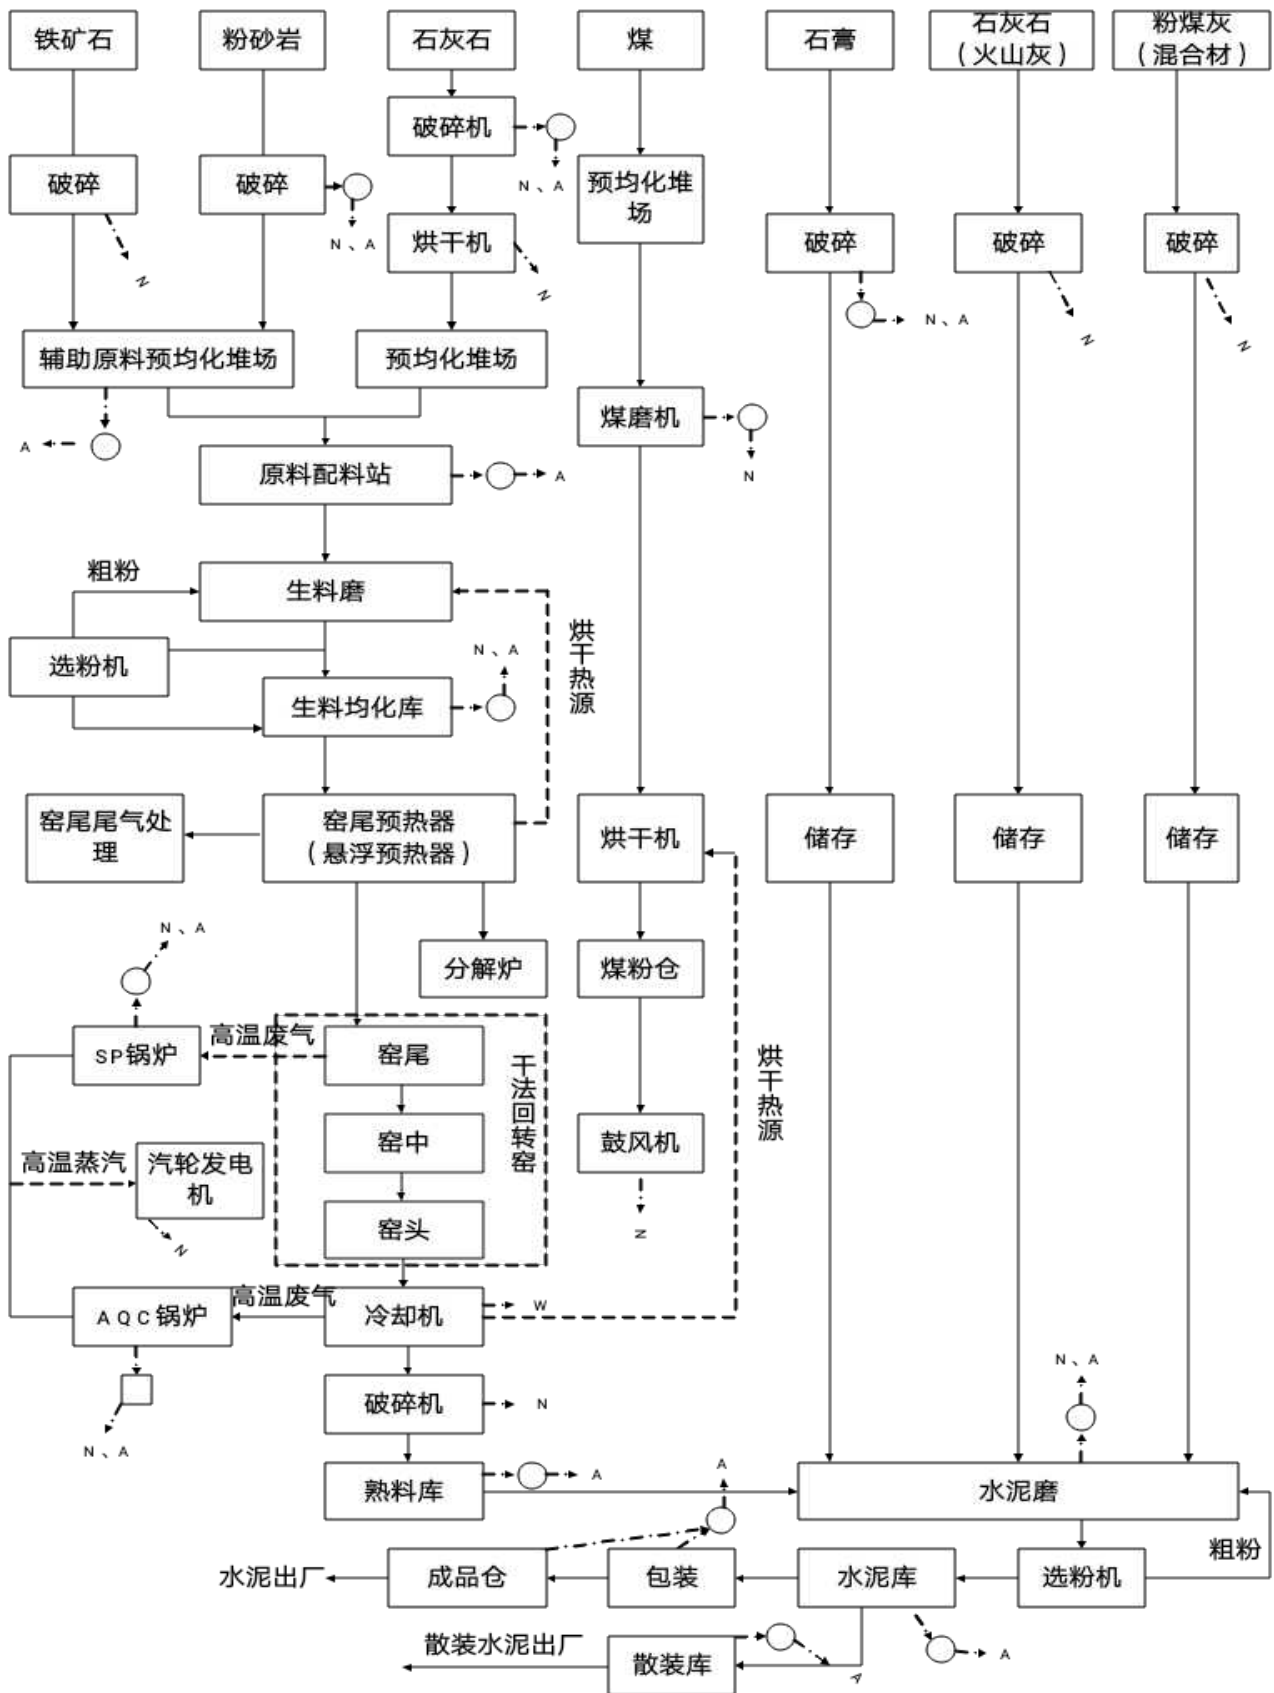 铁矿石
粉砂岩
石灰石
煤
石膏
石灰石
（火山灰）
粉煤灰
（混合材）
破碎机
N、A
破碎
N
破碎
N、A
预均化堆
场
烘干机
N
破碎
N、A
破碎
N
破碎
N
辅助原料预均化堆场
A
预均化堆场
煤磨机
N
原料配料站
A
粗粉
生料磨
烘干热源
选粉机
N、A
生料均化库
窑尾尾气处
理
窑尾预热器
（悬浮预热器）
烘干机
储存
储存
储存
N、A
分解炉
煤粉仓
SP锅炉
高温废气
窑尾
干法回转窑
烘干热源
高温蒸汽
汽轮发电
机
N
窑中
鼓风机
N
窑头
AQC锅炉
高温废气
冷却机
W
N、A
破碎机
N
N、A
熟料库
A
A
水泥磨
粗粉
水泥出厂
成品仓
包装
水泥库
选粉机
A
散装水泥出厂
散装库
A